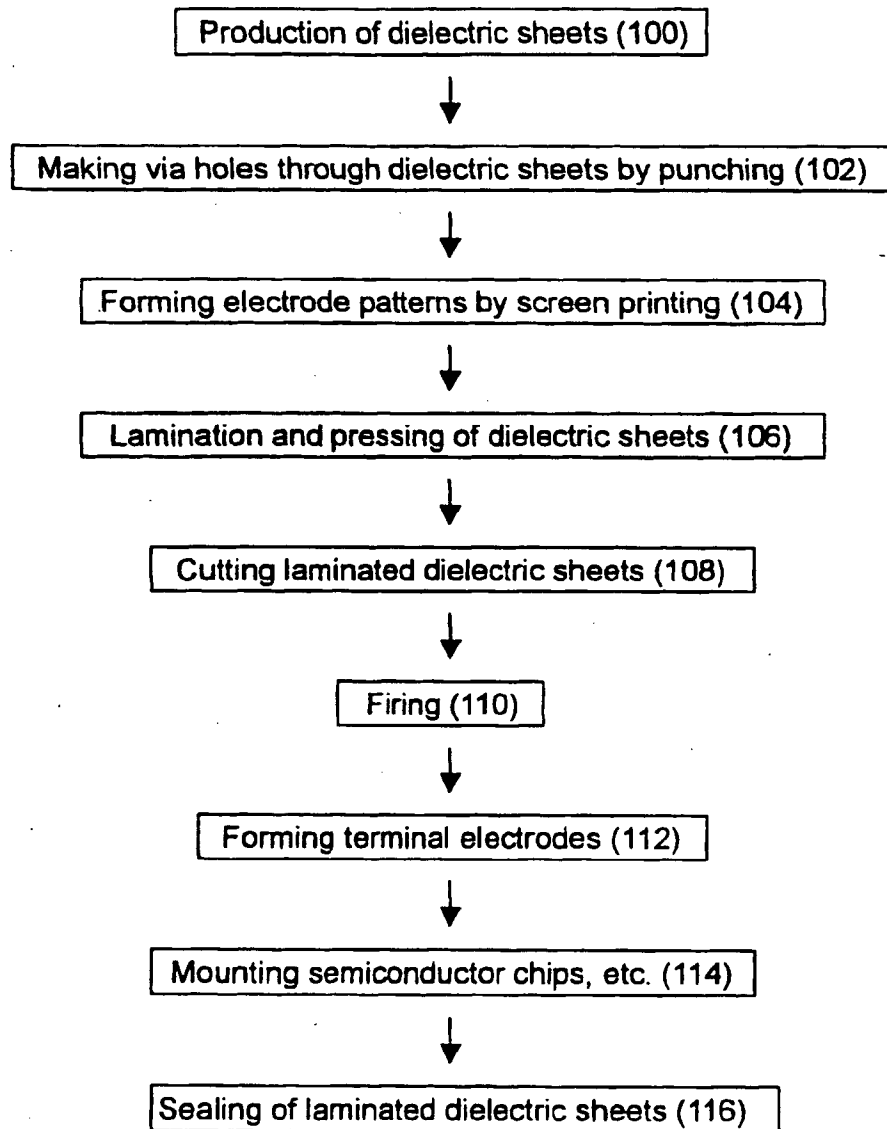 Production of dielectric sheets (100)
Making via holes through dielectric sheets by punching (102)
Forming electrode patterns by screen printing (104)
Lamination and pressing of dielectric sheets (106)
Cutting laminated dielectric sheets (108)
Firing (110)
Forming terminal electrodes (112)
Mounting semiconductor chips, etc. (114)
Sealing of laminated dielectric sheets (116)